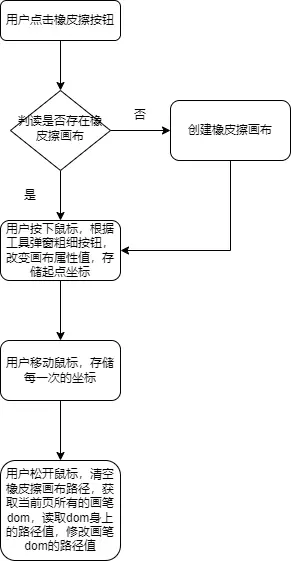 用户点击橡皮擦按钮
判读是否存在橡
皮擦画布
否
创建橡皮擦画布
是
用户按下鼠标，根据
工具弹窗粗细按钮，
改变画布属性值，存
储起点坐标
用户移动鼠标，存储
每一次的坐标
用户松开鼠标，清空
橡皮擦画布路径，获
取当前页所有的画笔
dom，读取dom身上
的路径值，修改画笔
dom的路径值